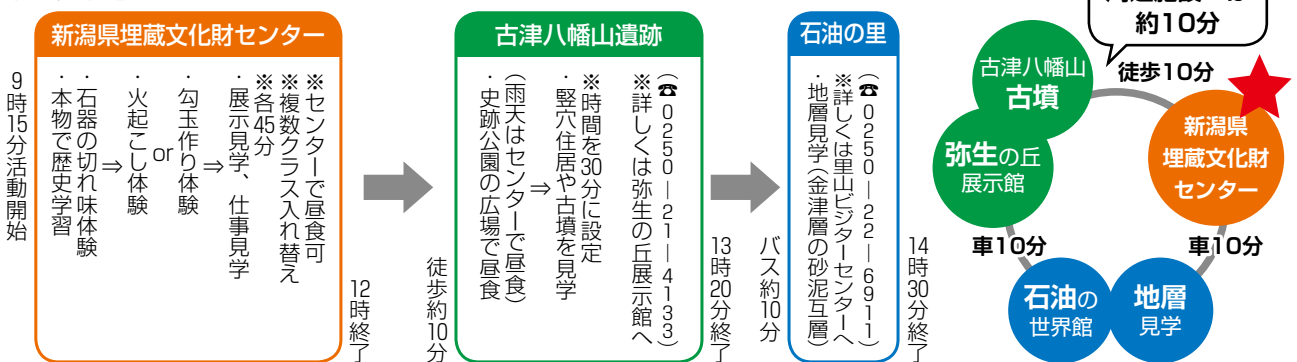 9時15分活動開始
新潟県埋蔵文化財センター
・本物で歴史学習
・石器の切れ味体験
⇒
・火起こし体験
or
・勾玉作り体験
⇒
・展示見学、仕事見学
※各45分
※複数クラス入れ替え
※センターで昼食可
12時終了
徒歩約10分
古津八幡山遺跡
・史跡公園の広場で昼食
(雨天はセンターで昼食)
⇒
・竪穴住居や古墳を見学
※時間を30分に設定
※詳しくは弥生の丘展示館へ
(☎0250―21―4133)
13時20分終了
バス約10分
石油の里
・地層見学(金津層の砂泥互層)
※詳しくは里山ビジターセンターへ
(☎0250―22―6911)
14時30分終了
約10分
古津八幡山
古墳
徒歩10分
新潟県
埋蔵文化財
センター
弥生の丘
展示館
車10分
車10分
石油の
世界館
地層
見学